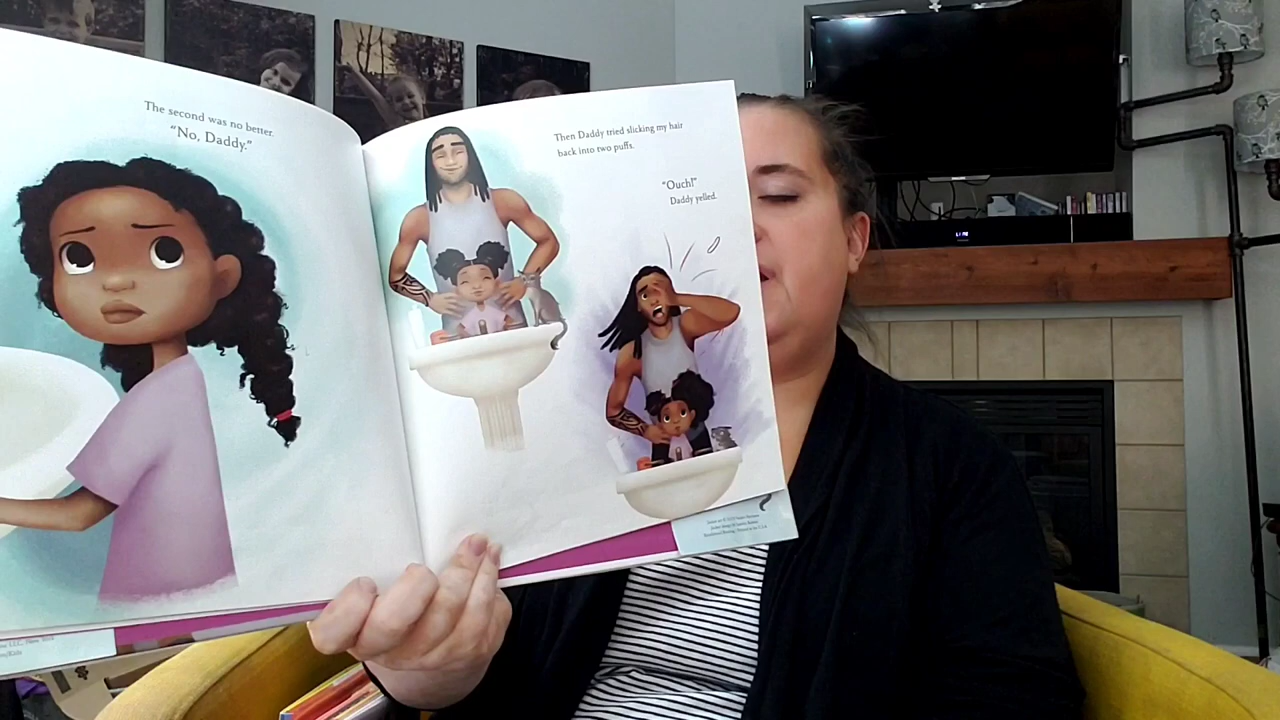 The second was no better.
"No, Daddy."
Then Daddy tried slicking my hair
back into two puffs.
"Ouch!"
Daddy yelled.